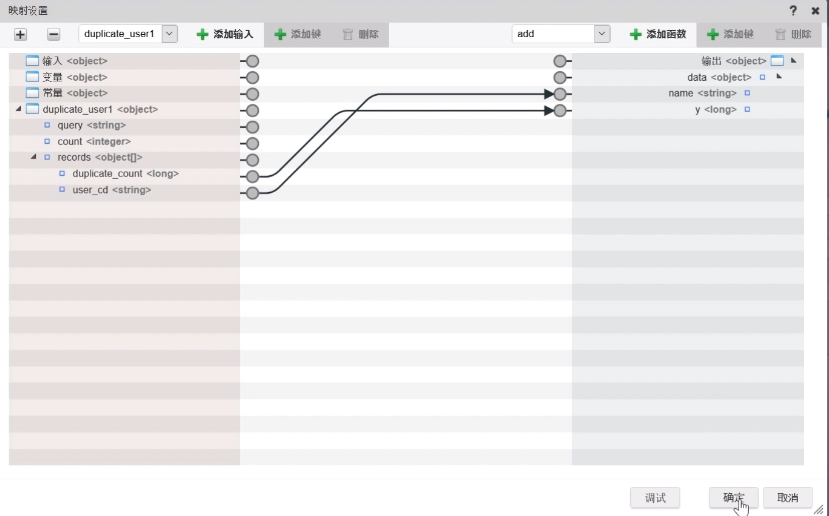 映射设置
duplicate_user1 添加输入 添加键 删除 add 添加函数 添加键 删除
输入 <object> 输出 <object>
变量 <object> data <object>
常量 <object> name <string>
duplicate_user1 <object> y <long>
query <string>
count <integer>
records <object[]>
duplicate_count <long>
user_cd <string>
调试 确定 取消